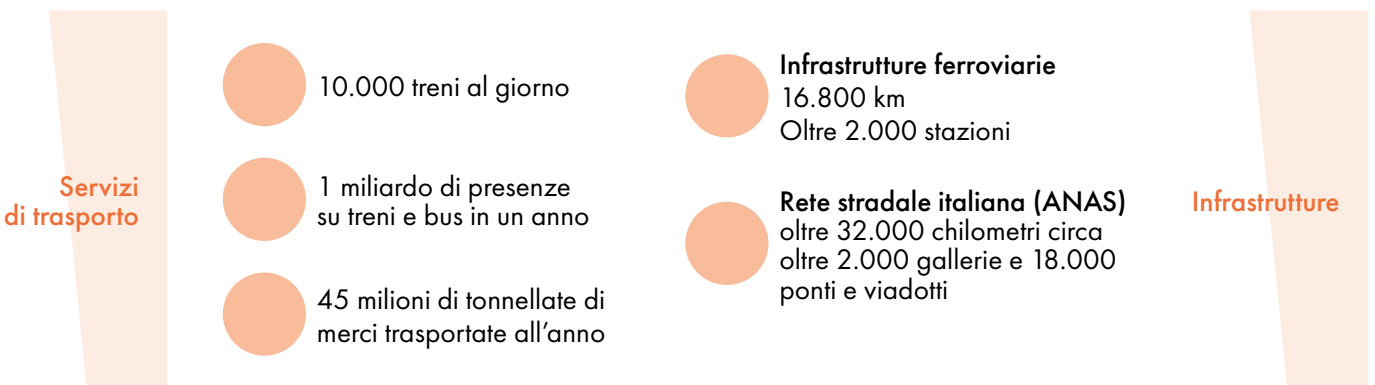 Servizi
di trasporto
10.000 treni al giorno
1 miliardo di presenze
su treni e bus in un anno
45 milioni di tonnellate di
merci trasportate all’anno
Infrastrutture ferroviarie
16.800 km
Oltre 2.000 stazioni
Rete stradale italiana (ANAS)
oltre 32.000 chilometri circa
oltre 2.000 gallerie e 18.000
ponti e viadotti
Infrastrutture